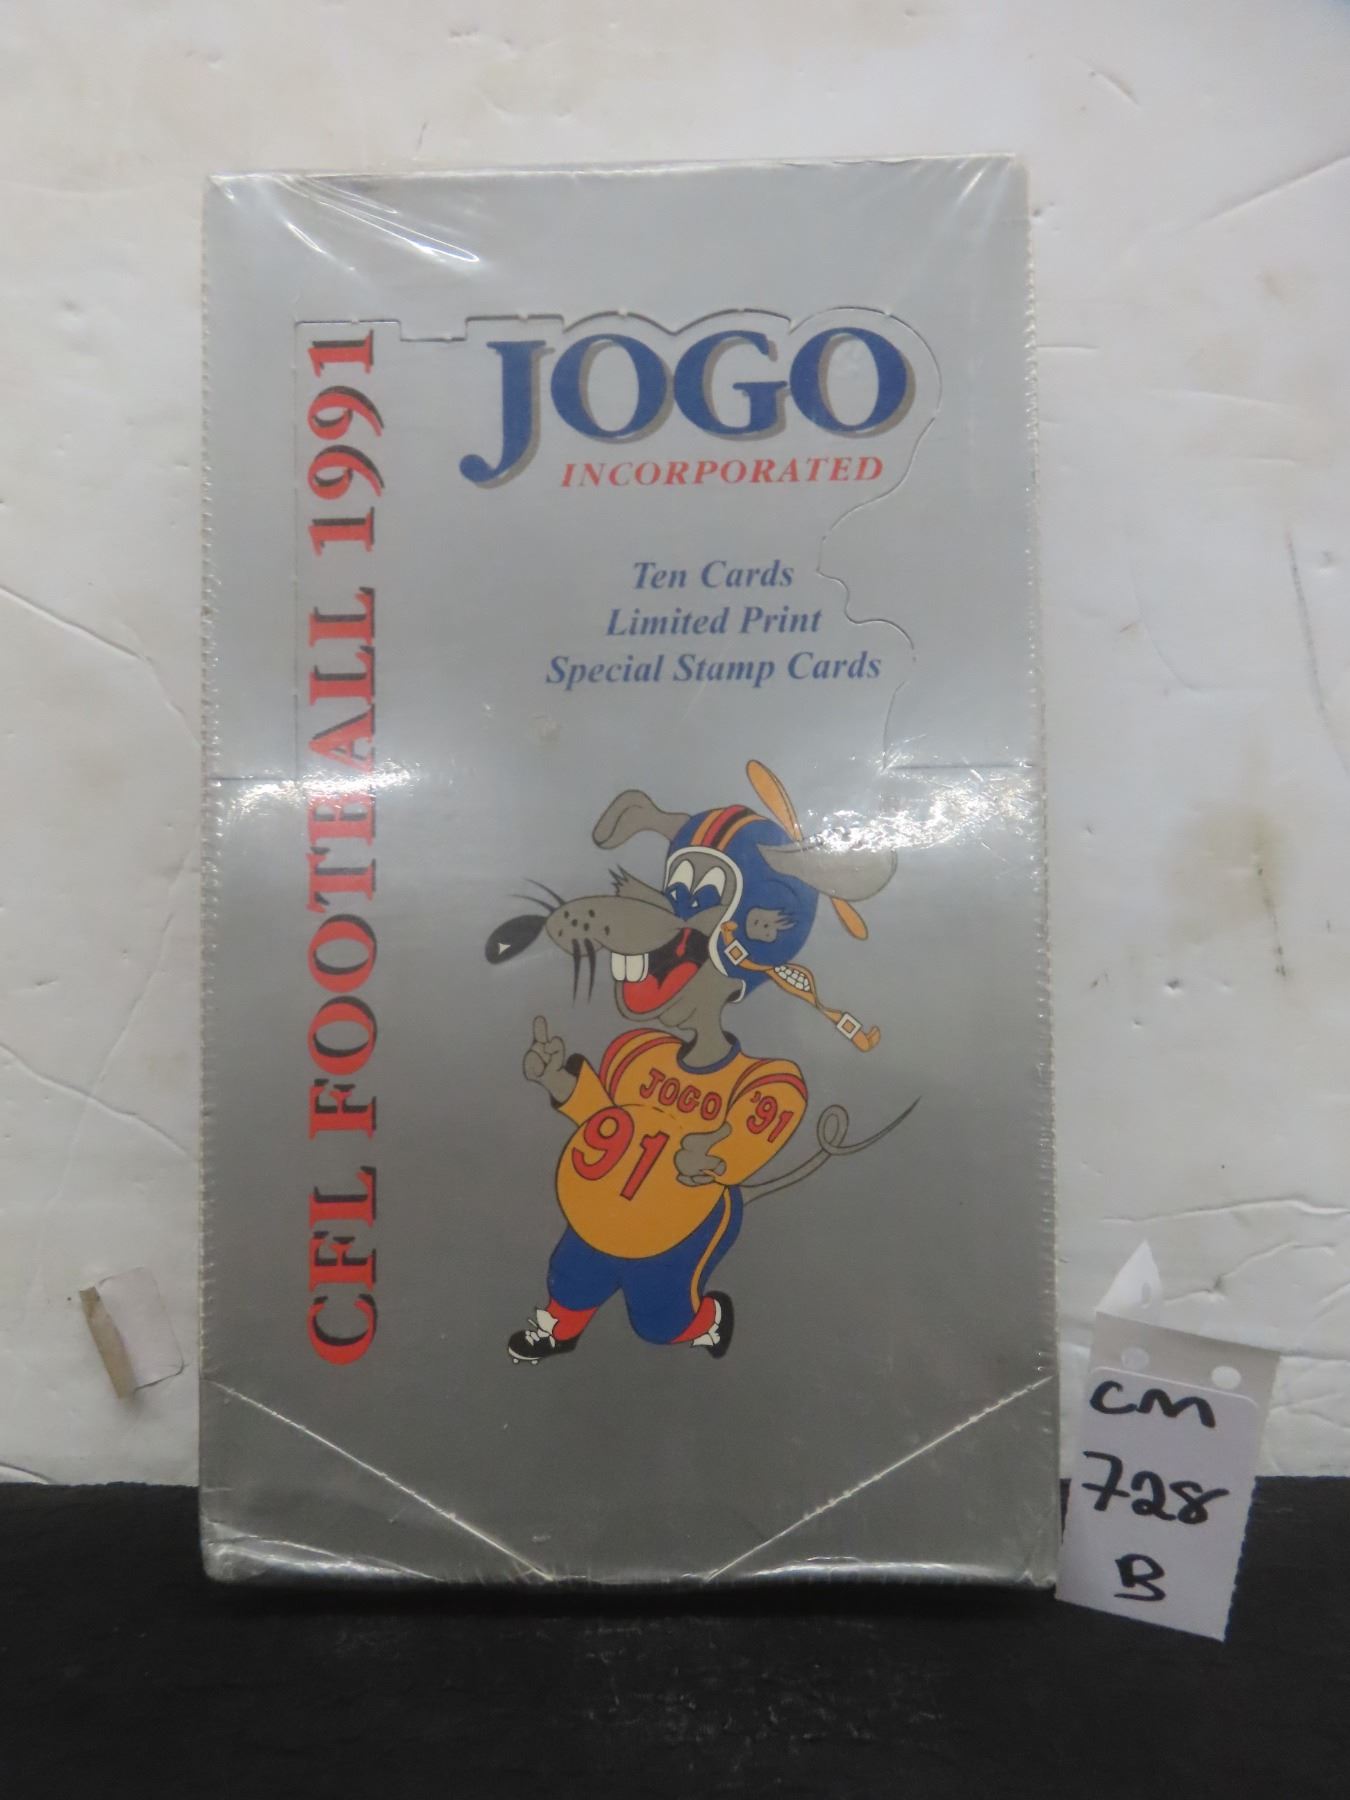 CFL FOOTBALL 1991
JOGO
INCORPORATED
Ten Cards
Limited Print
Special Stamp Cards
JOGO
91
'91
CM
728
B